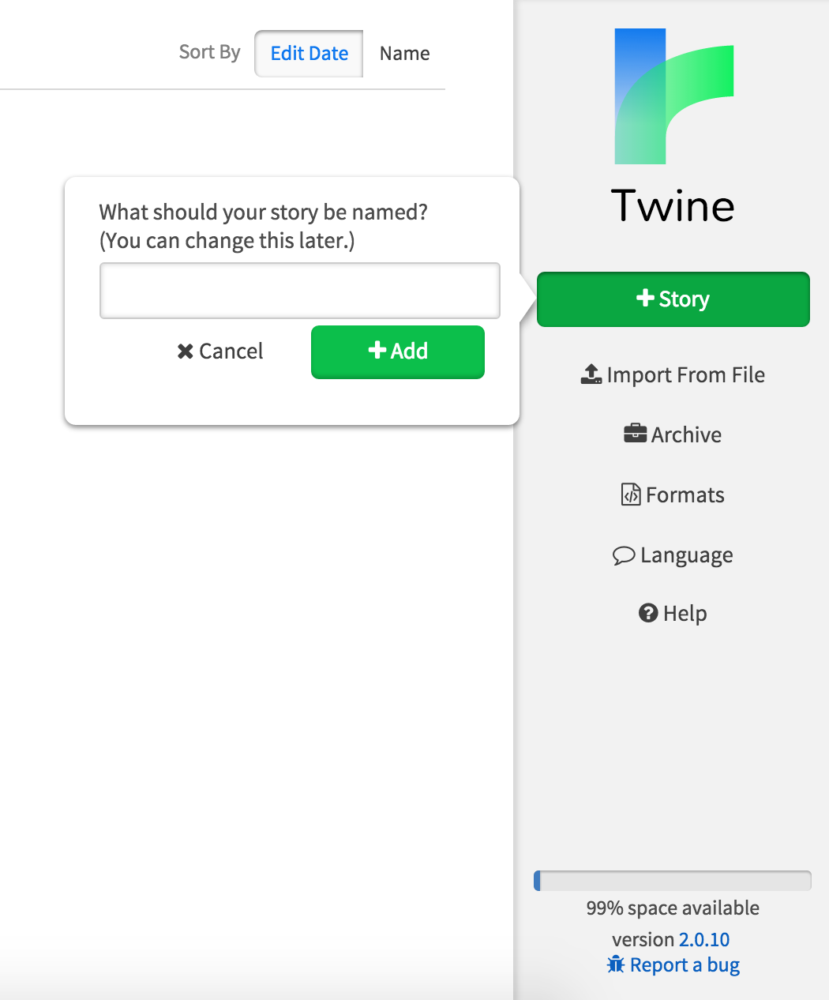 Sort By Edit Date Name
What should your story be named?
(You can change this later.)
Cancel Add
Twine
Story
Import From File
Archive
Formats
Language
Help
99% space available
version 2.0.10
Report a bug